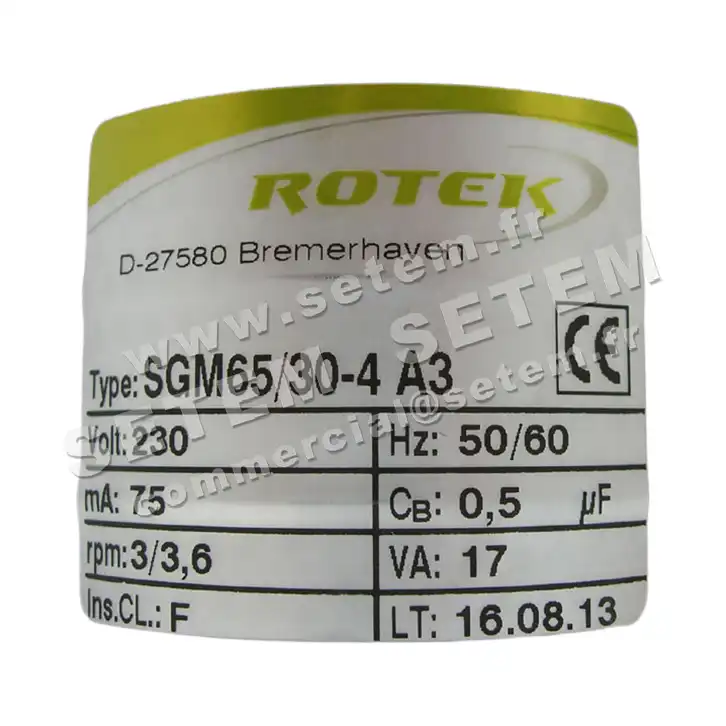 ROTEK
D-27580 Bremerhaven
Type: SGM65/30-4 A3 CE
Volt: 230 Hz: 50/60
mA: 75 CB: 0,5 µF
rpm: 3/3,6 VA: 17
Ins.CL.: F LT: 16.08.13
www.setem.fr
SETEM SETEM
commercial@setem.fr